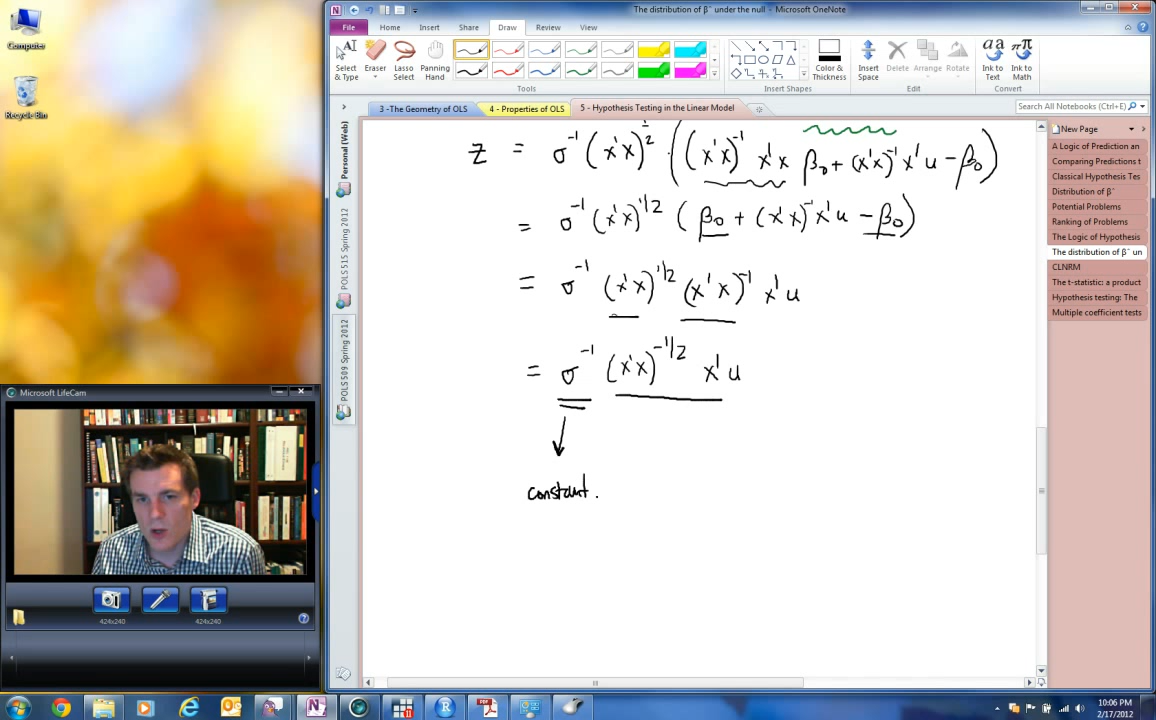 The distribution of βˆ under the null - Microsoft OneNote
Computer
Recycle Bin
File Home Insert Share Draw Review View
Select & Type
Eraser
Lasso Select
Panning Hand
Color & Thickness
Insert Space
Delete
Arrange
Rotate
Ink to Text
Ink to Math
Tools
Insert Shapes
Edit
Convert
3 -The Geometry of OLS
4 - Properties of OLS
5 - Hypothesis Testing in the Linear Model
Search All Notebooks (Ctrl+E)
Personal (Web)
POLS 515 Spring 2012
POLS 509 Spring 2012
New Page
A Logic of Prediction an
Comparing Predictions t
Classical Hypothesis Tes
Distribution of βˆ
Potential Problems
Ranking of Problems
The Logic of Hypothesis
The distribution of βˆ un
CLNRM
The t-statistic: a product
Hypothesis testing: The
Multiple coefficient tests
z = σ⁻¹ (x'x)^½ · ((x'x)⁻¹ x'x β₀ + (x'x)⁻¹ x'u − β₀)
= σ⁻¹ (x'x)^1/2 ( β₀ + (x'x)⁻¹ x'u − β₀ )
= σ⁻¹ (x'x)^1/2 (x'x)⁻¹ x'u
= σ⁻¹ (x'x)^-1/2 x'u
constant.
Microsoft LifeCam
424x240
424x240
424x240
10:06 PM
2/17/2012